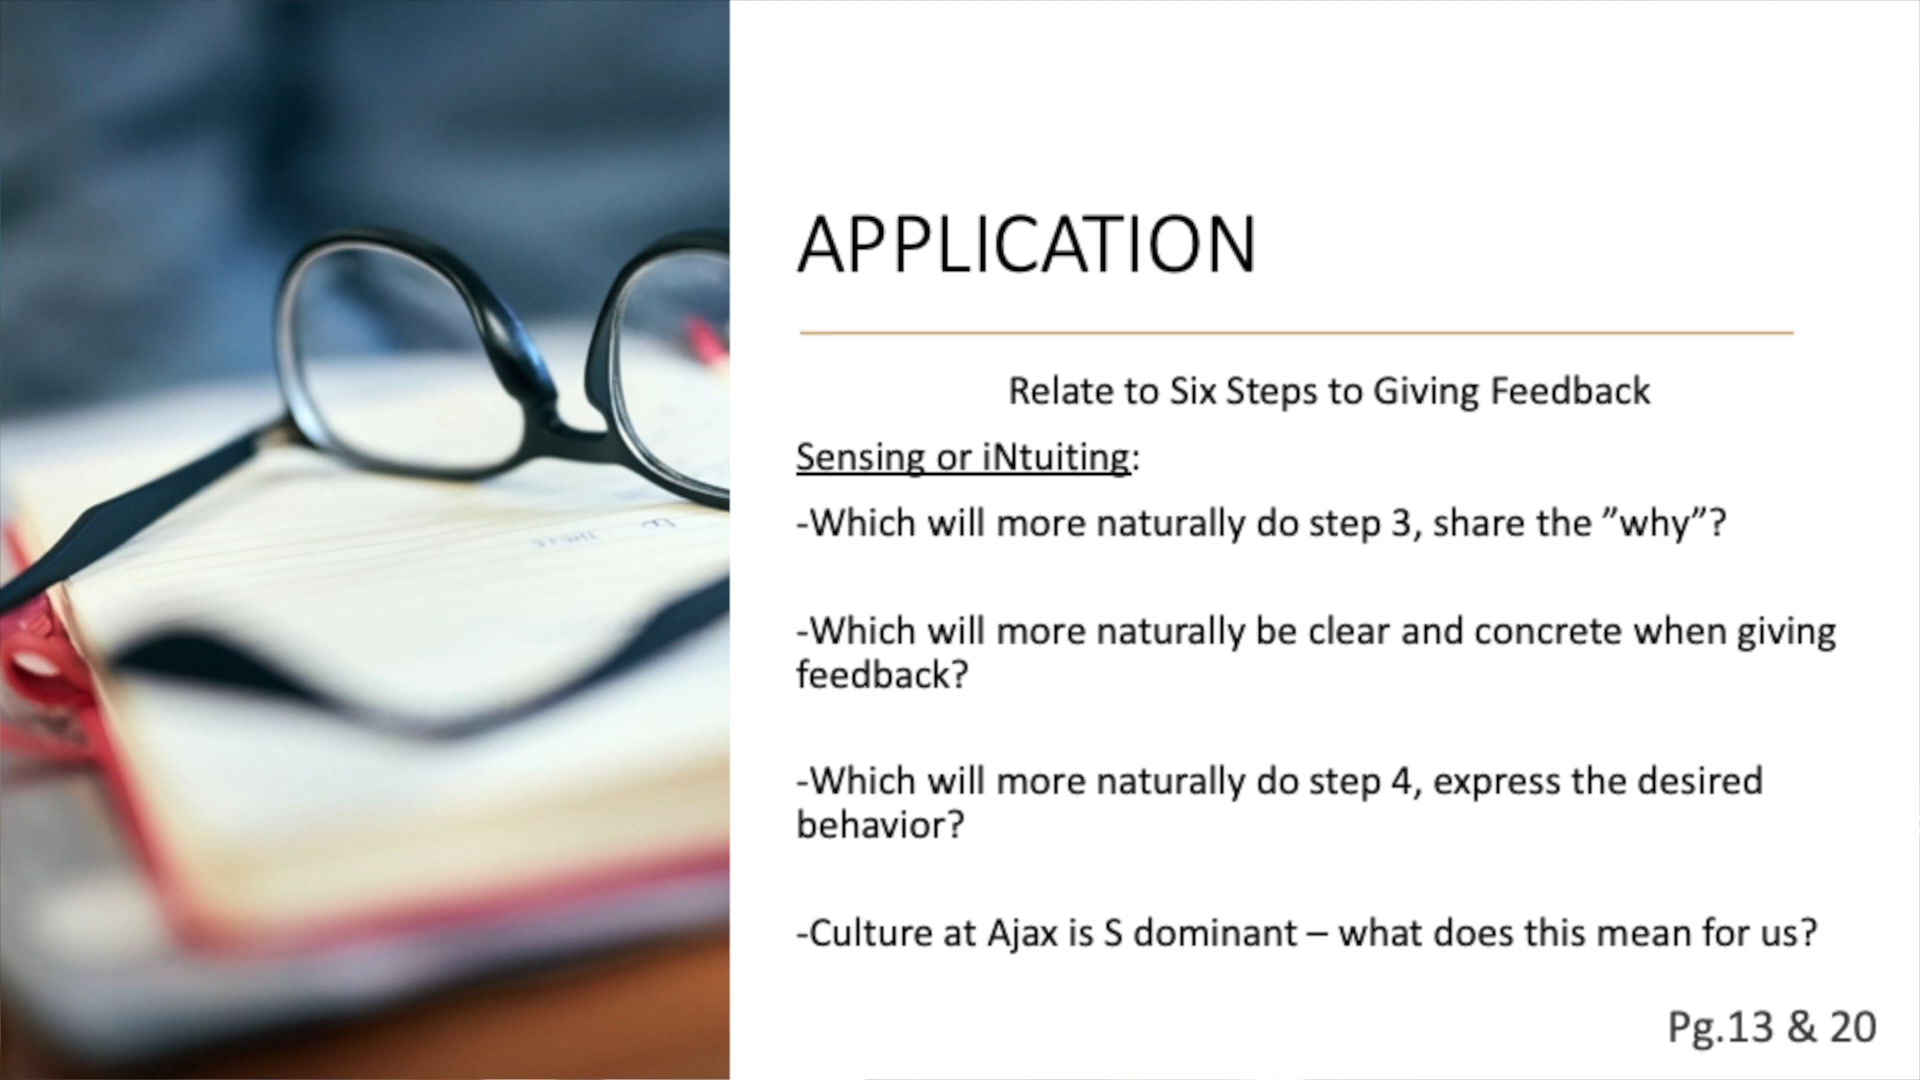 APPLICATION
Relate to Six Steps to Giving Feedback
Sensing or iNtuiting:
-Which will more naturally do step 3, share the ”why”?
-Which will more naturally be clear and concrete when giving
feedback?
-Which will more naturally do step 4, express the desired
behavior?
-Culture at Ajax is S dominant – what does this mean for us?
Pg.13 & 20